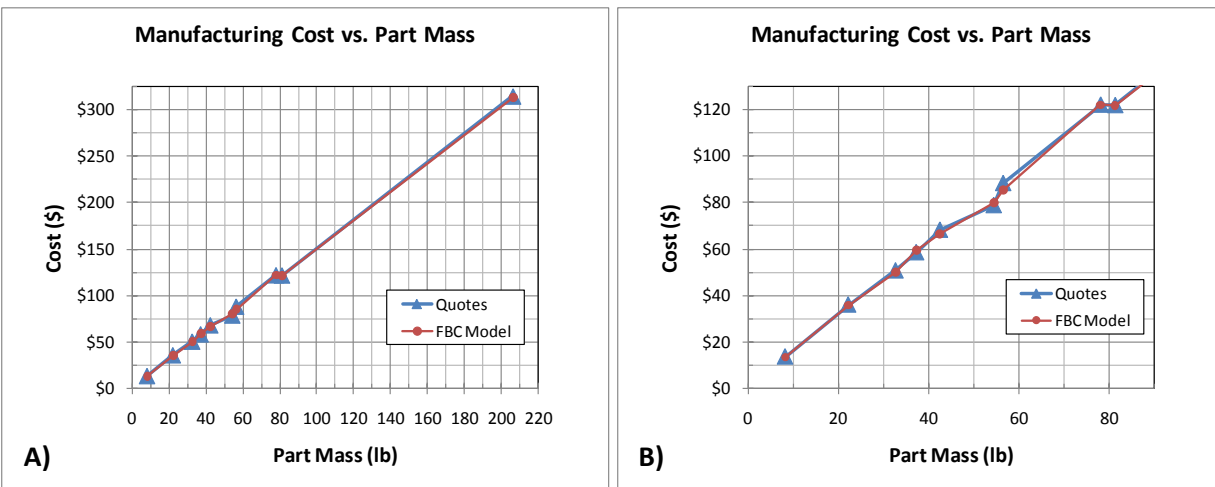 Manufacturing Cost vs. Part Mass
$300
$250
$200
$150
$100
$50
$0
Cost ($)
Quotes
FBC Model
0 20 40 60 80 100 120 140 160 180 200 220
Part Mass (lb)
A)
Manufacturing Cost vs. Part Mass
$120
$100
$80
$60
$40
$20
$0
Cost ($)
Quotes
FBC Model
0 20 40 60 80
Part Mass (lb)
B)